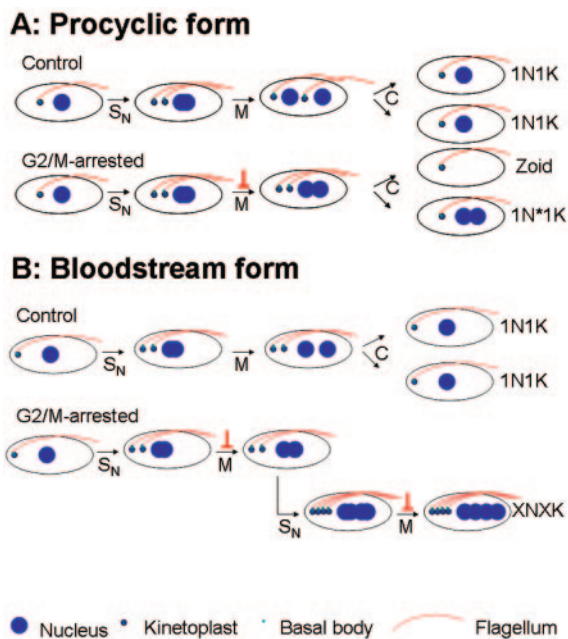 A: Procyclic form
Control
S_N M C 1N1K
1N1K
G2/M-arrested
S_N M C Zoid
1N*1K
B: Bloodstream form
Control
S_N M C 1N1K
1N1K
G2/M-arrested
S_N M
S_N M XNXK
Nucleus Kinetoplast Basal body Flagellum